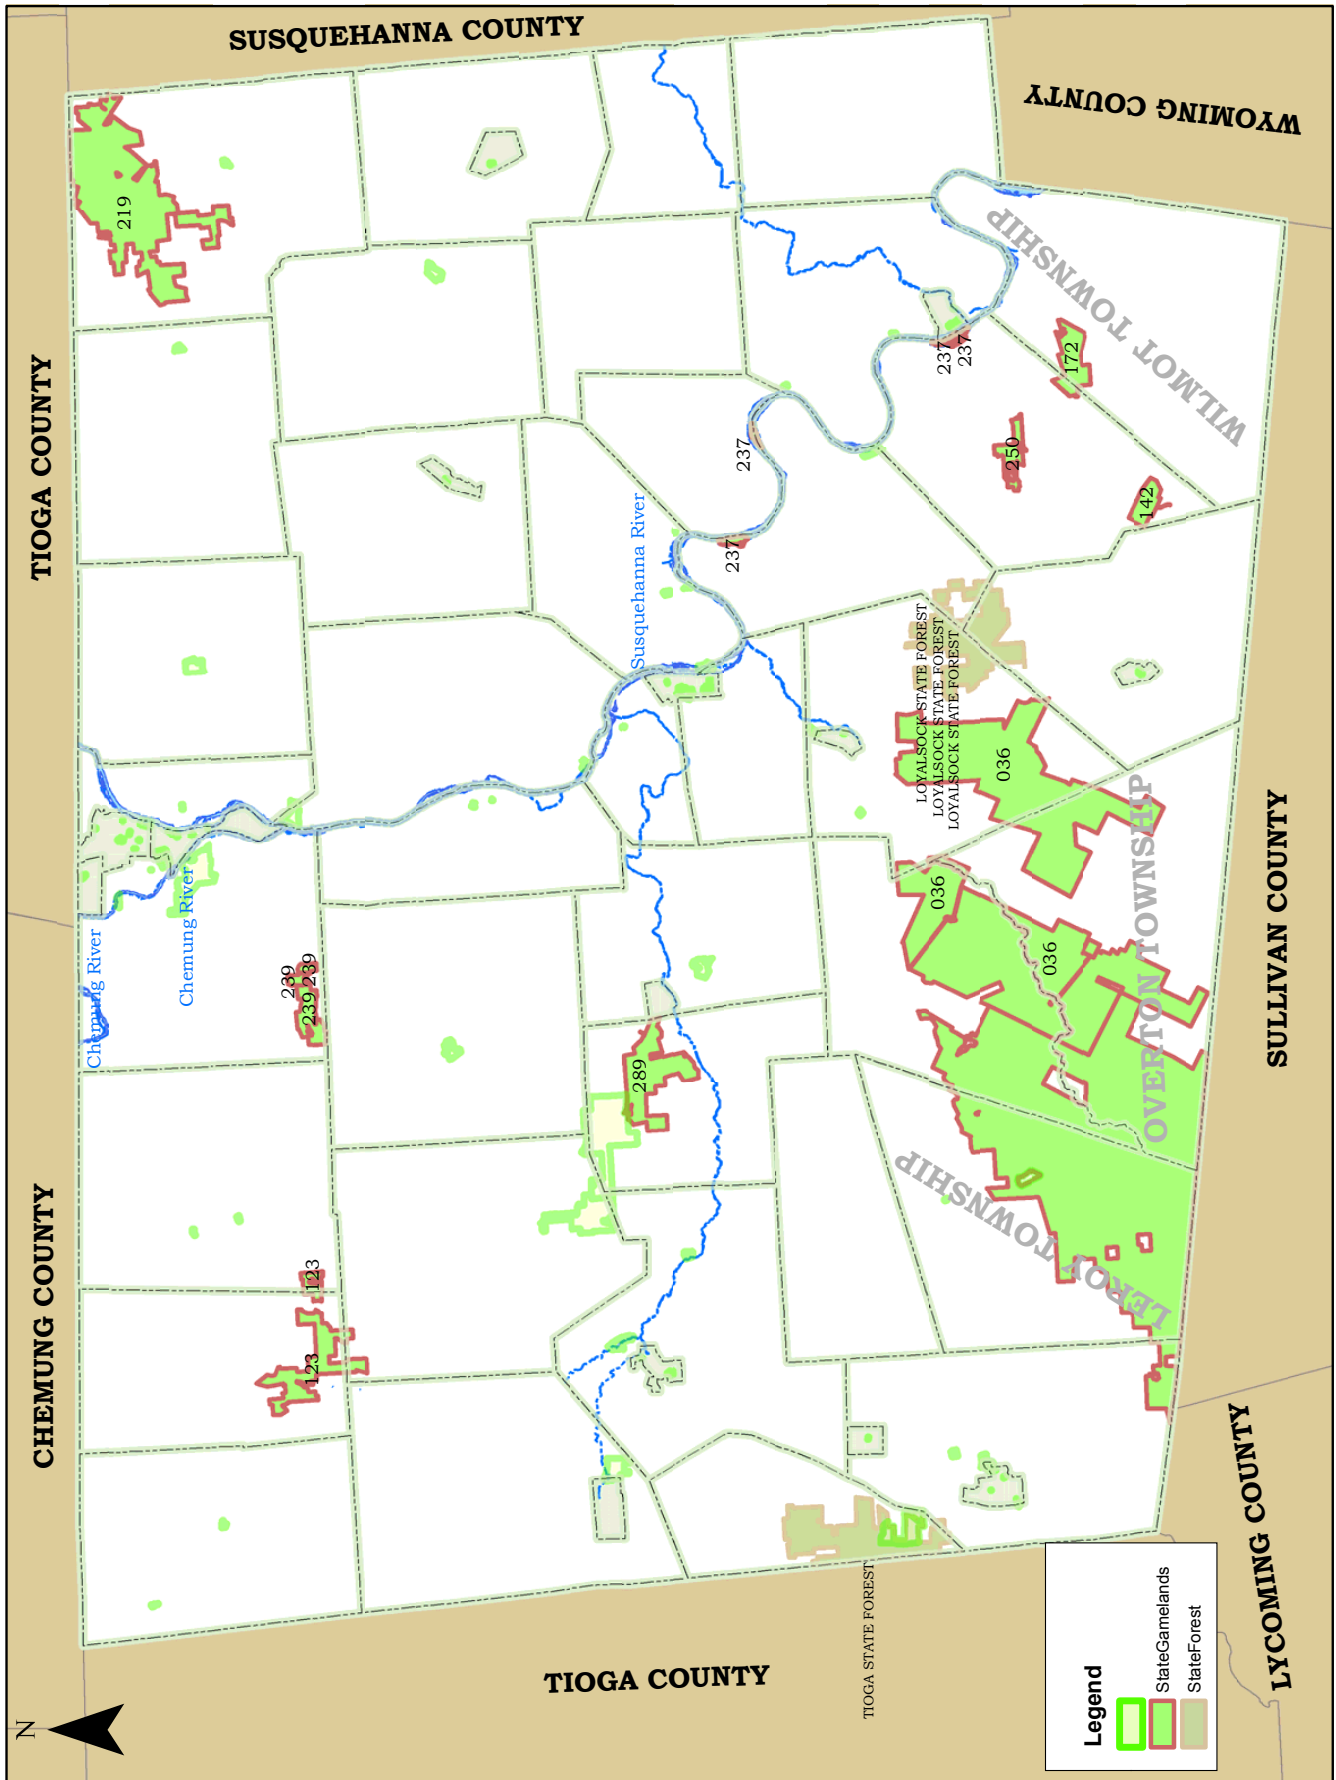 N
CHEMUNG COUNTY
TIOGA COUNTY
SUSQUEHANNA COUNTY
WYOMING COUNTY
SULLIVAN COUNTY
LYCOMING COUNTY
TIOGA COUNTY
Chemung River
Chemung River
Susquehanna River
219
239
239
239
123
123
289
237
237
237
237
172
250
142
036
036
036
LOYALSOCK STATE FOREST
LOYALSOCK STATE FOREST
LOYALSOCK STATE FOREST
TIOGA STATE FOREST
WILMOT TOWNSHIP
OVERTON TOWNSHIP
LEROY TOWNSHIP
Legend
StateGamelands
StateForest